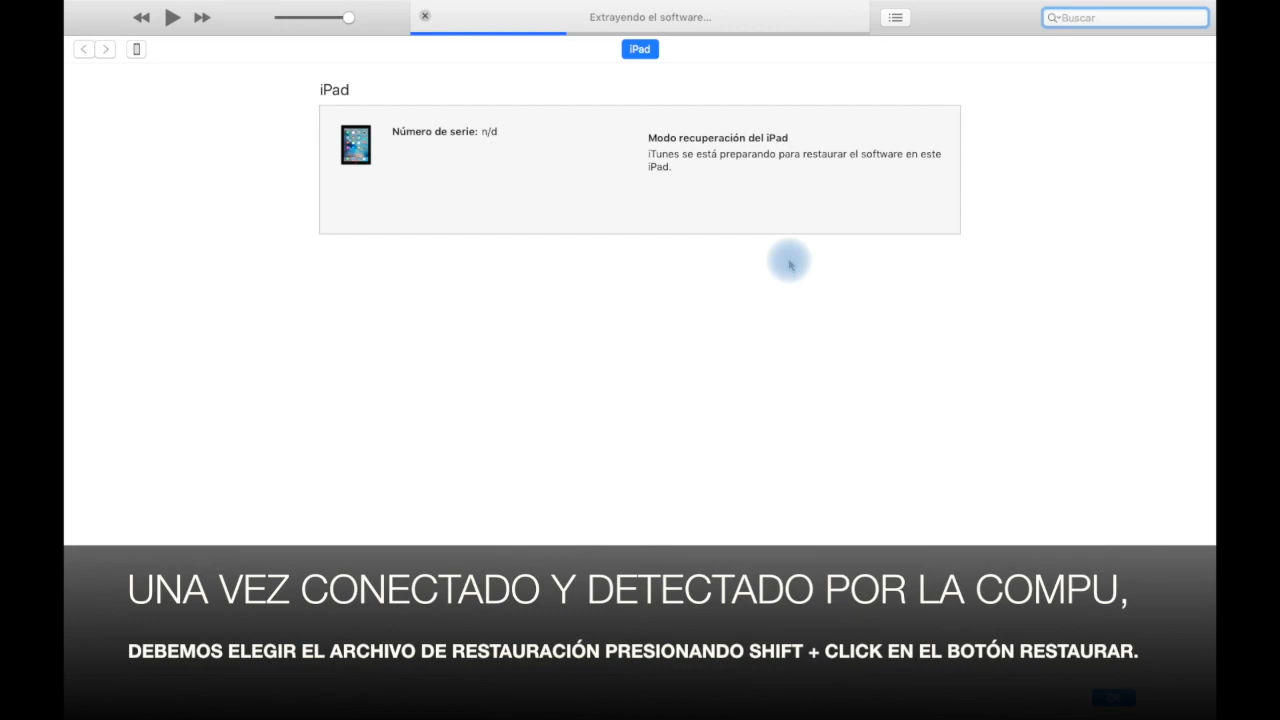 Extrayendo el software...
Buscar
iPad
iPad
Número de serie: n/d
Modo recuperación del iPad
iTunes se está preparando para restaurar el software en este
iPad.
UNA VEZ CONECTADO Y DETECTADO POR LA COMPU,
DEBEMOS ELEGIR EL ARCHIVO DE RESTAURACIÓN PRESIONANDO SHIFT + CLICK EN EL BOTÓN RESTAURAR.